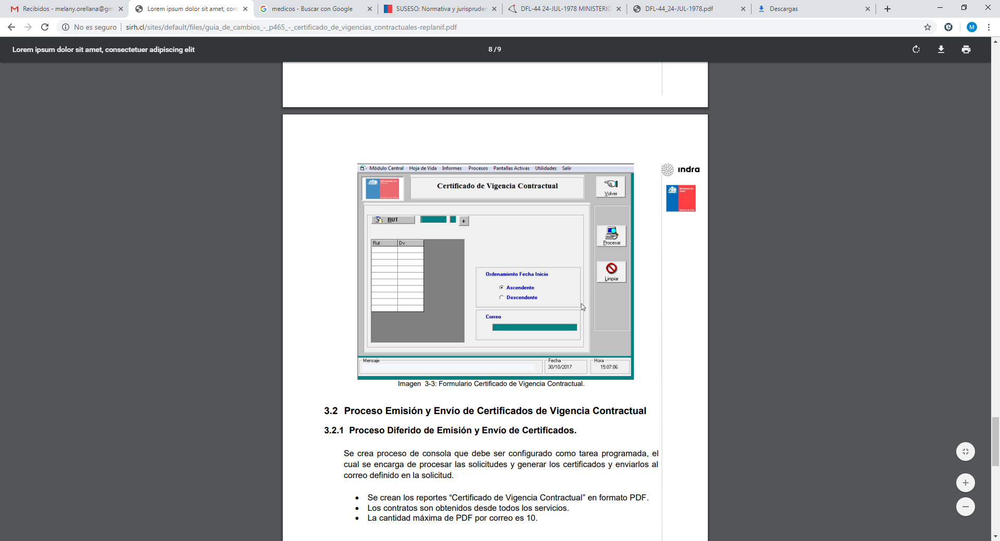 Recibidos - melany.orellana@gm
Lorem ipsum dolor sit amet, cons
medicos - Buscar con Google
SUSESO: Normativa y jurispruden
DFL-44 24-JUL-1978 MINISTERIO
DFL-44_24-JUL-1978.pdf
Descargas
No es seguro
sirh.cl/sites/default/files/guia_de_cambios_-_p465_-_certificado_de_vigencias_contractuales-replanif.pdf
M
Lorem ipsum dolor sit amet, consectetuer adipiscing elit
8 / 9
Módulo Central Hoja de Vida Informes Procesos Pantallas Activas Utilidades Salir
Certificado de Vigencia Contractual
Volver
indra
Ministerio de
Salud
Gobierno de Chile
RUT
+
Rut Dv
Procesar
Limpiar
Ordenamiento Fecha Inicio
Ascendente
Descendente
Correo
Mensaje
Fecha
30/10/2017
Hora
15:07:06
Imagen 3-3: Formulario Certificado de Vigencia Contractual.
3.2 Proceso Emisión y Envío de Certificados de Vigencia Contractual
3.2.1 Proceso Diferido de Emisión y Envío de Certificados.
Se crea proceso de consola que debe ser configurado como tarea programada, el
cual se encarga de procesar las solicitudes y generar los certificados y enviarlos al
correo definido en la solicitud.
• Se crean los reportes “Certificado de Vigencia Contractual” en formato PDF.
• Los contratos son obtenidos desde todos los servicios.
• La cantidad máxima de PDF por correo es 10.